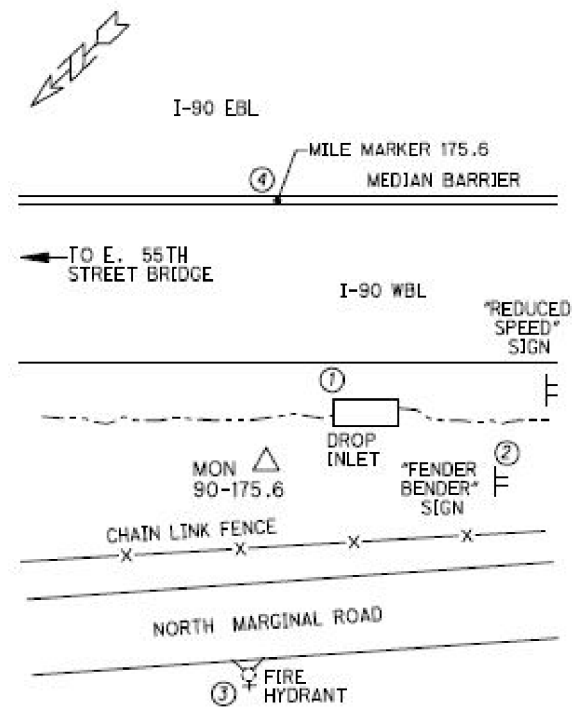 I-90 EBL
MILE MARKER 175.6
4
MEDIAN BARRIER
TO E. 55TH
STREET BRIDGE
I-90 WBL
"REDUCED
SPEED"
SIGN
1
DROP
INLET
2
MON
90-175.6
"FENDER
BENDER"
SIGN
CHAIN LINK FENCE
NORTH MARGINAL ROAD
3
FIRE
HYDRANT